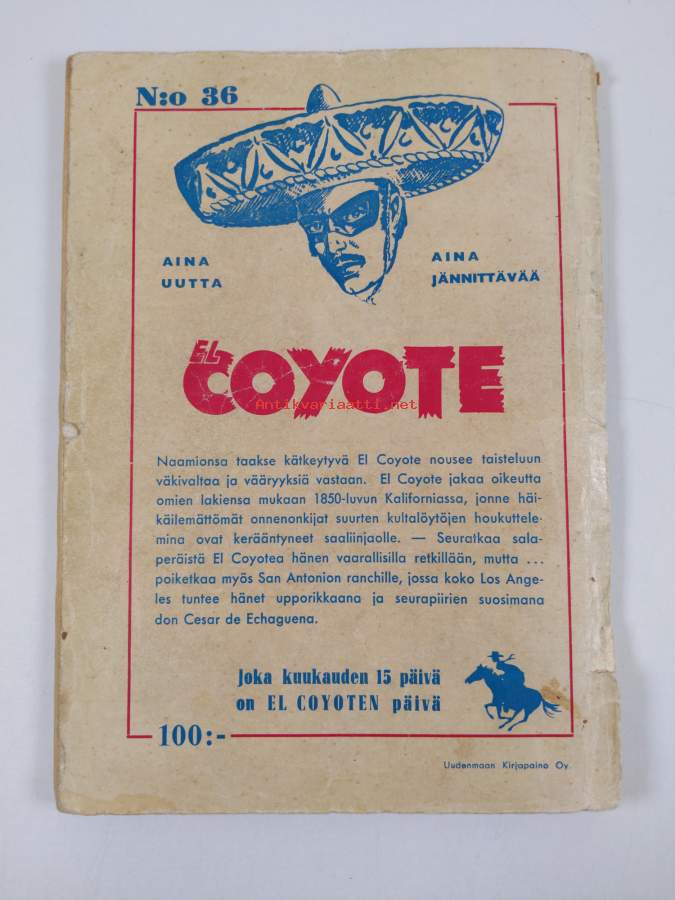 N:o 36
AINA
UUTTA
AINA
JÄNNITTÄVÄÄ
EL
COYOTE
Antikvariaatti.net
Naamionsa taakse kätkeytyvä El Coyote nousee taisteluun
väkivaltaa ja vääryyksiä vastaan. El Coyote jakaa oikeutta
omien lakiensa mukaan 1850-luvun Kaliforniassa, jonne häi-
käilemättömät onnenonkijat suurten kultalöytöjen houkuttele-
mina ovat kerääntyneet saaliinjaolle. — Seuratkaa sala-
peräistä El Coyotea hänen vaarallisilla retkillään, mutta ...
poiketkaa myös San Antonion ranchille, jossa koko Los Ange-
les tuntee hänet upporikkaana ja seurapiirien suosimana
don Cesar de Echaguena.
Joka kuukauden 15 päivä
on EL COYOTEN päivä
100:-
Uudenmaan Kirjapaino Oy.